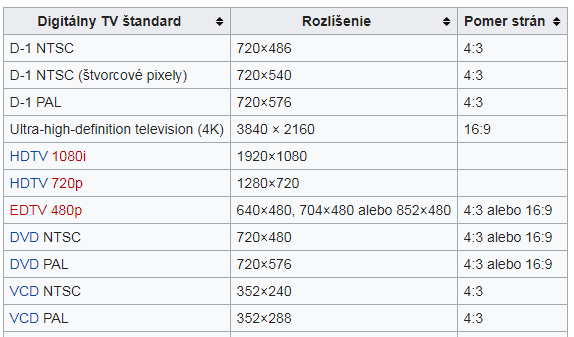 Digitálny TV štandard Rozlíšenie Pomer strán
D-1 NTSC 720×486 4:3
D-1 NTSC (štvorcové pixely) 720×540 4:3
D-1 PAL 720×576 4:3
Ultra-high-definition television (4K) 3840 × 2160 16:9
HDTV 1080i 1920×1080
HDTV 720p 1280×720
EDTV 480p 640×480, 704×480 alebo 852×480 4:3 alebo 16:9
DVD NTSC 720×480 4:3 alebo 16:9
DVD PAL 720×576 4:3 alebo 16:9
VCD NTSC 352×240 4:3
VCD PAL 352×288 4:3